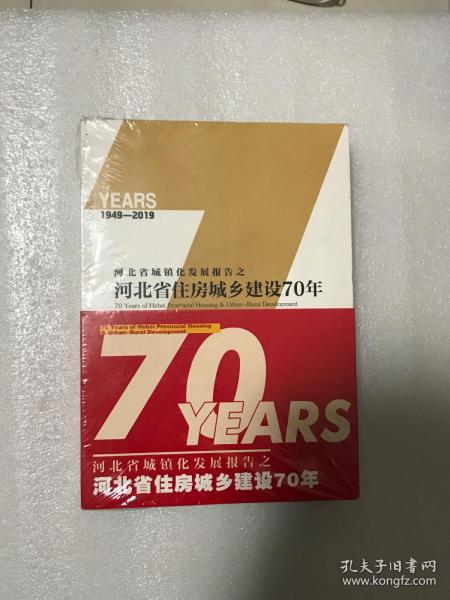 YEARS
1949—2019
河北省城镇化发展报告之
河北省住房城乡建设70年
70 Years of Hebei Provincial Housing & Urban-Rural Development
70 Years of Hebei Provincial Housing
& Urban-Rural Development
70
YEARS
河北省城镇化发展报告之
河北省住房城乡建设70年
孔夫子旧书网
www.kongfz.com